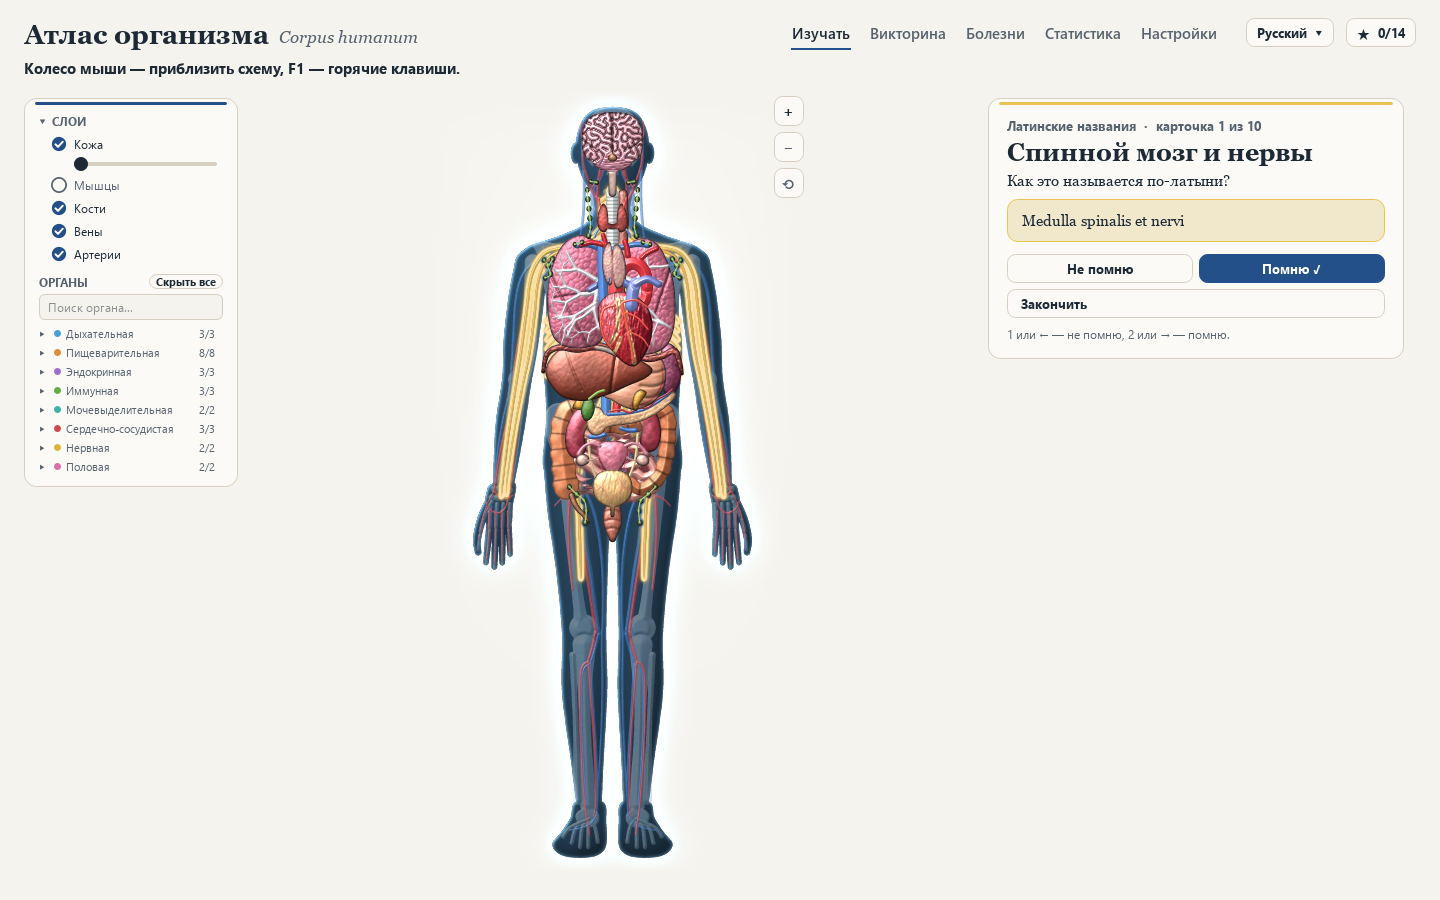 Атлас организма Corpus humanum
Изучать Викторина Болезни Статистика Настройки Русский ▼ ★ 0/14
Колесо мыши — приблизить схему, F1 — горячие клавиши.
▾ СЛОИ
Кожа
Мышцы
Кости
Вены
Артерии
ОРГАНЫ Скрыть все
Поиск органа...
▸ Дыхательная 3/3
▸ Пищеварительная 8/8
▸ Эндокринная 3/3
▸ Иммунная 3/3
▸ Мочевыделительная 2/2
▸ Сердечно-сосудистая 3/3
▸ Нервная 2/2
▸ Половая 2/2
+
−
⟲
Латинские названия · карточка 1 из 10
Спинной мозг и нервы
Как это называется по-латыни?
Medulla spinalis et nervi
Не помню Помню ✓
Закончить
1 или ← — не помню, 2 или → — помню.